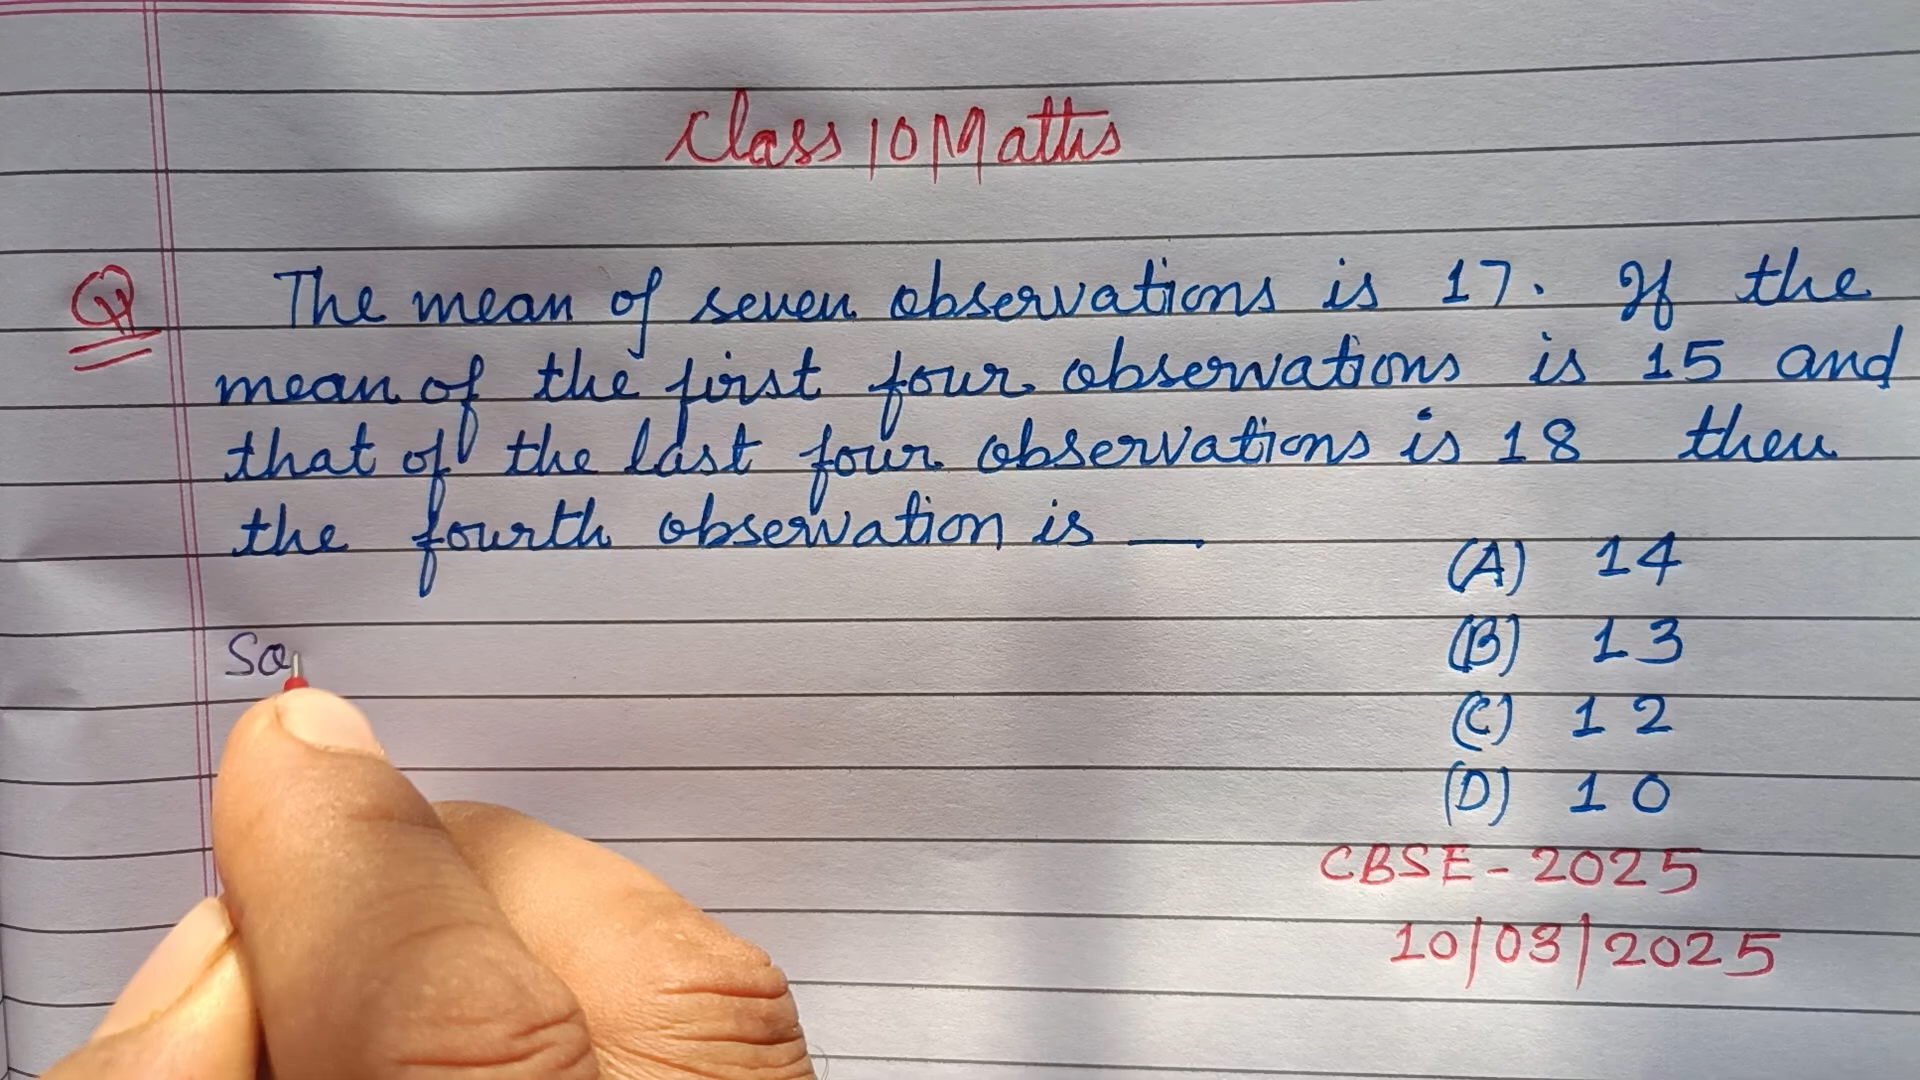 Class 10 Maths
Q The mean of seven observations is 17. If the
mean of the first four observations is 15 and
that of the last four observations is 18 then
the fourth observation is —
(A) 14
So
(B) 13
(C) 12
(D) 10
CBSE - 2025
10/03/2025